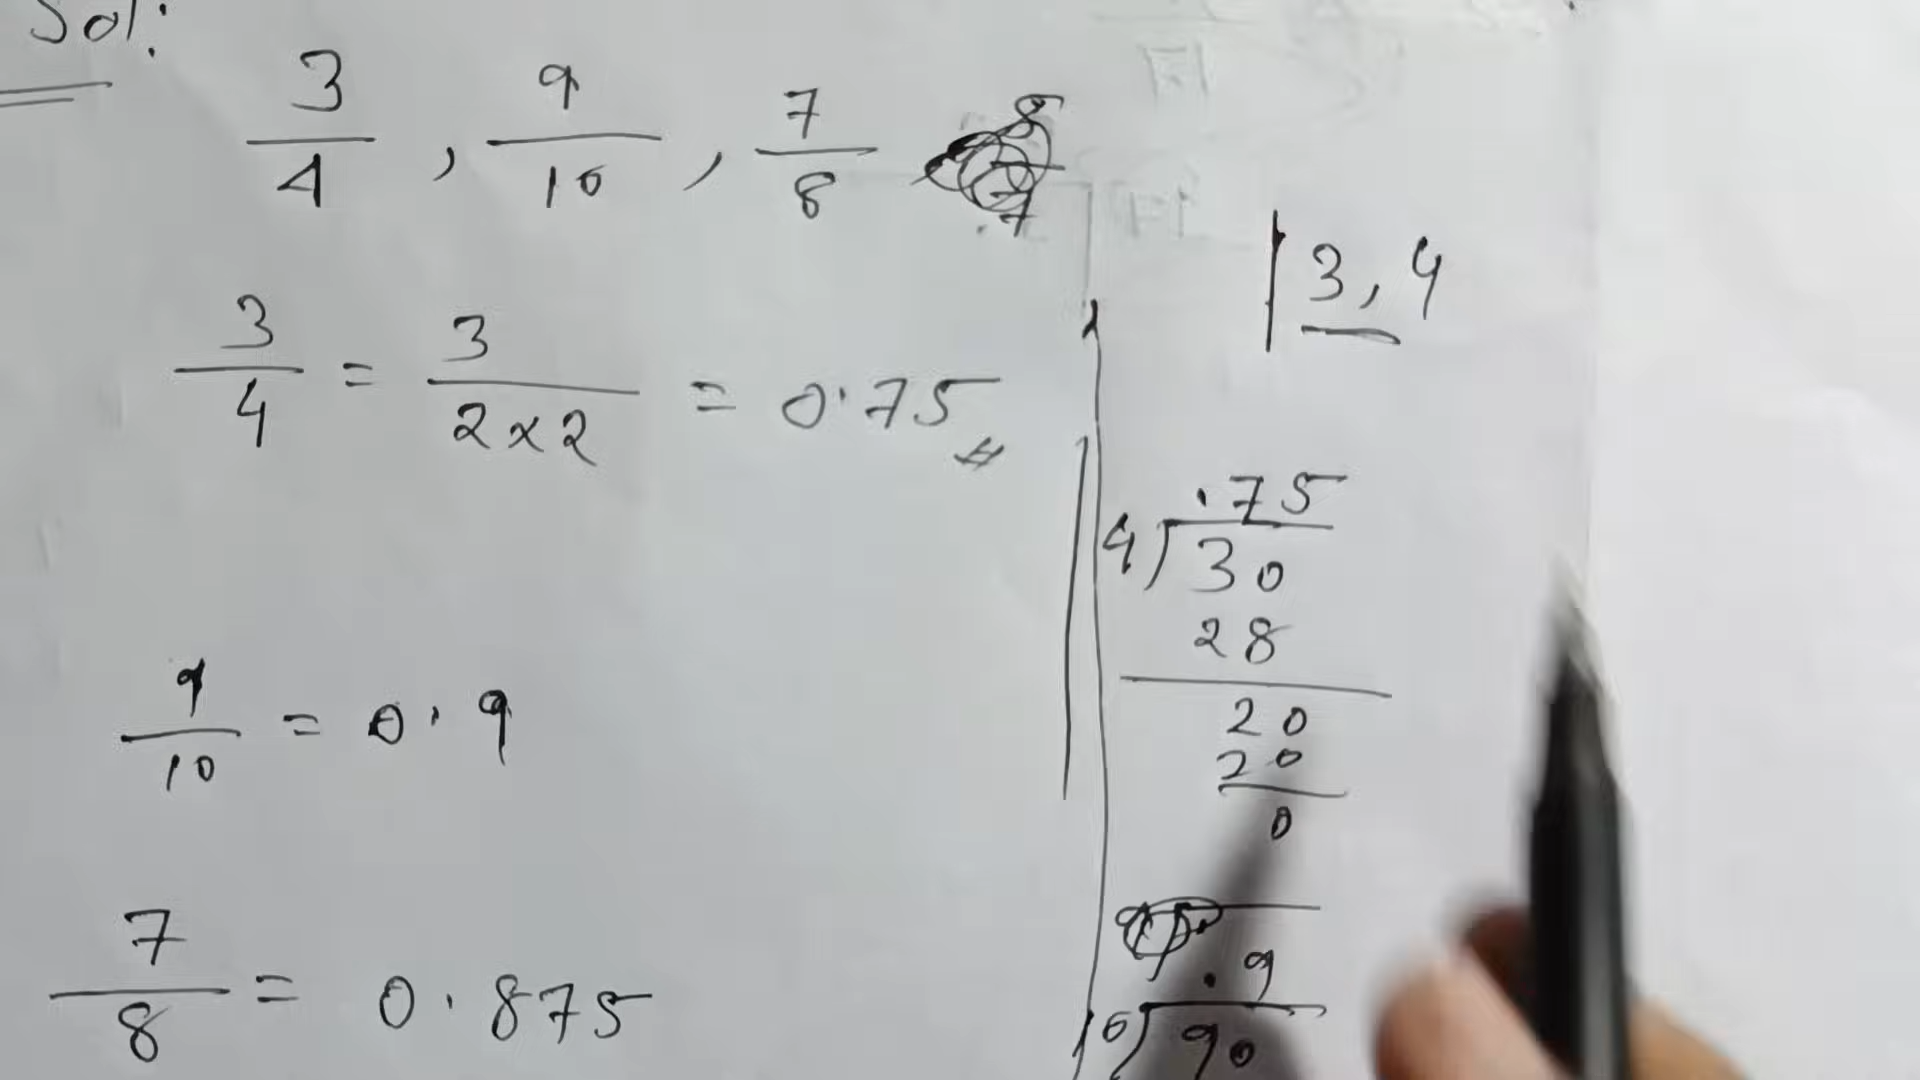 Sol:
3/4 , 9/10 , 7/8
3, 4
3/4 = 3/(2×2) = 0.75
.75
4)30
28
20
20
0
9/10 = 0.9
.9
10)90
7/8 = 0.875